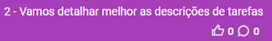 2 - Vamos detalhar melhor as descrições de tarefas
0 0